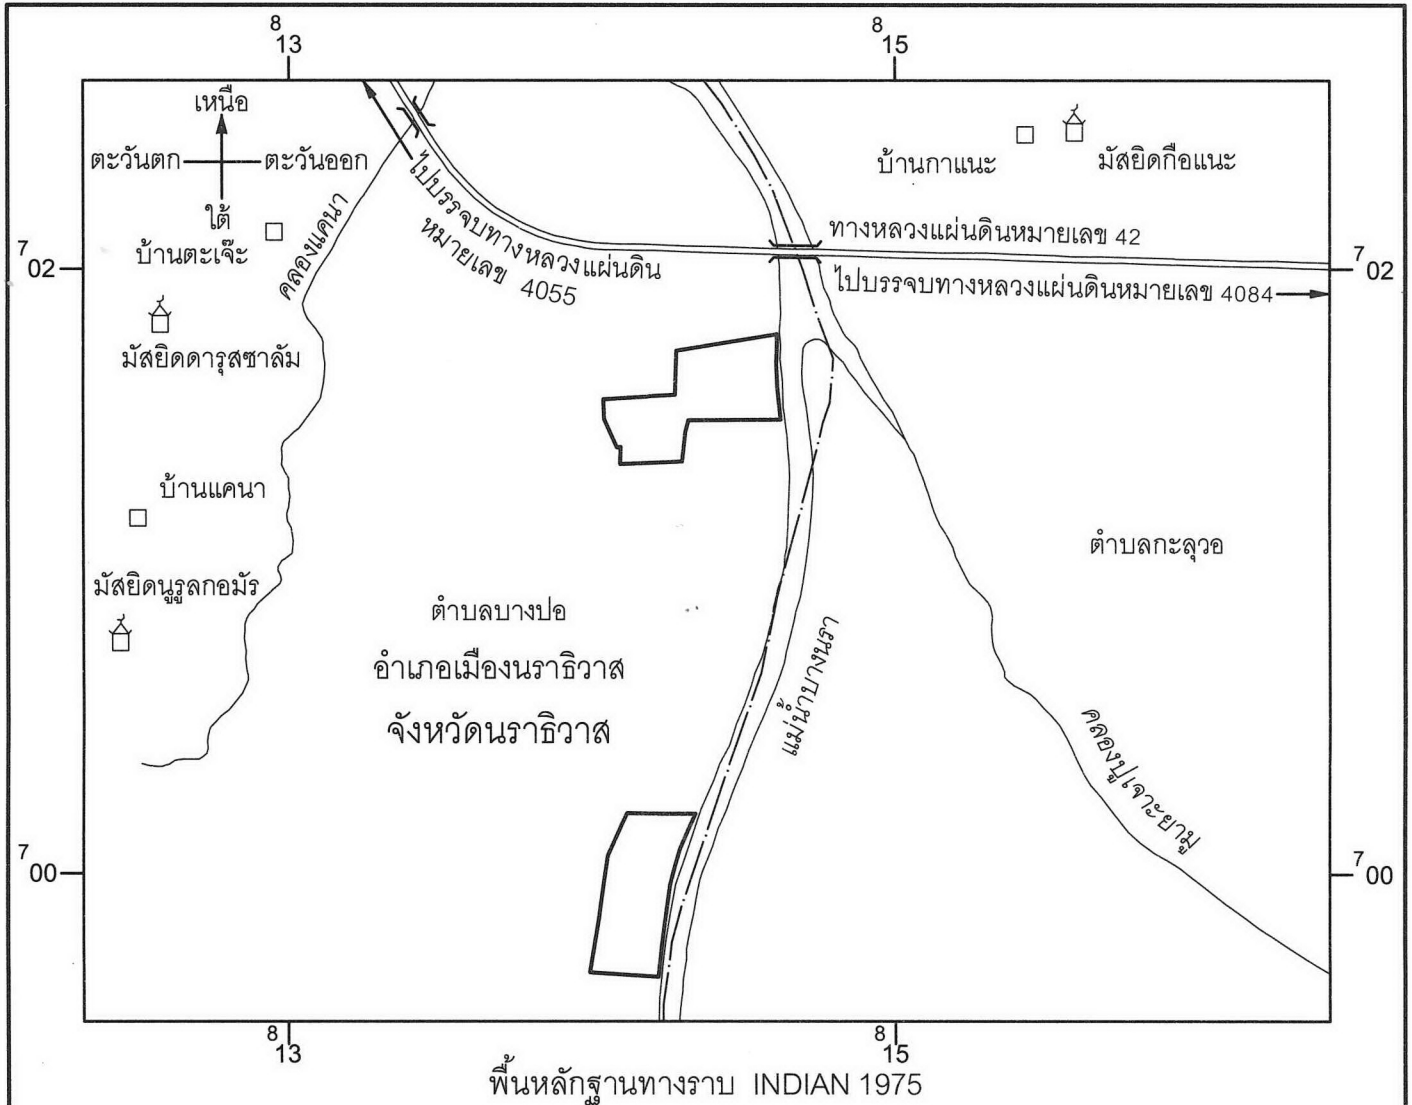 8
13
8
15
เหนือ
ตะวันตก
ตะวันออก
ใต้
บ้านกาแนะ
มัสยิดกือแนะ
บ้านตะเจ๊ะ
คลองแคนา
ไปบรรจบทางหลวงแผ่นดิน
หมายเลข 4055
ทางหลวงแผ่นดินหมายเลข 42
7
02
7
02
ไปบรรจบทางหลวงแผ่นดินหมายเลข 4084
มัสยิดดารุสซาลัม
บ้านแคนา
ตำบลกะลุวอ
มัสยิดนูรูลกอมัร
ตำบลบางปอ
อำเภอเมืองนราธิวาส
จังหวัดนราธิวาส
แม่น้ำบางนรา
คลองปูเจาะยามู
7
00
7
00
8
13
8
15
พื้นหลักฐานทางราบ INDIAN 1975